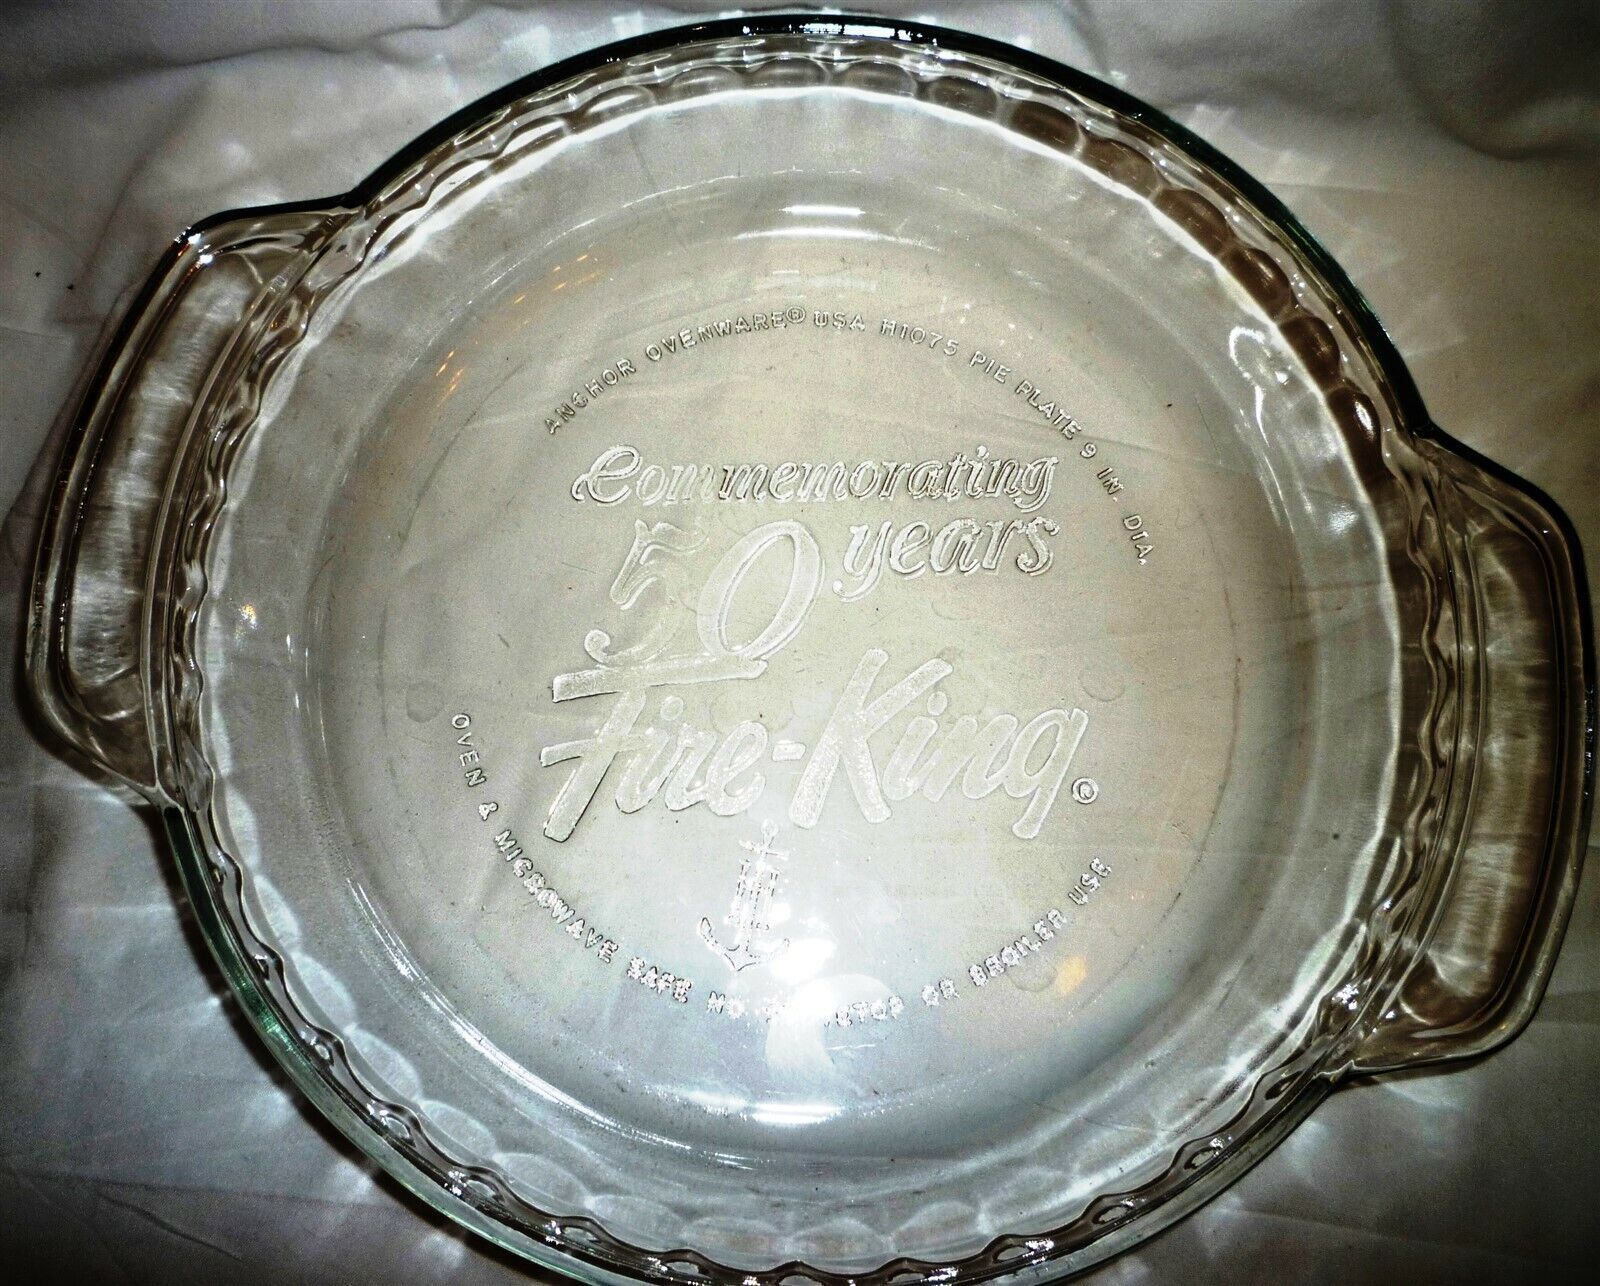 ANCHOR OVENWARE® USA H1075 PIE PLATE 9 IN. DIA.
Commemorating
50 years
Fire-King®
OVEN & MICROWAVE SAFE NO STOVETOP OR BROILER USE